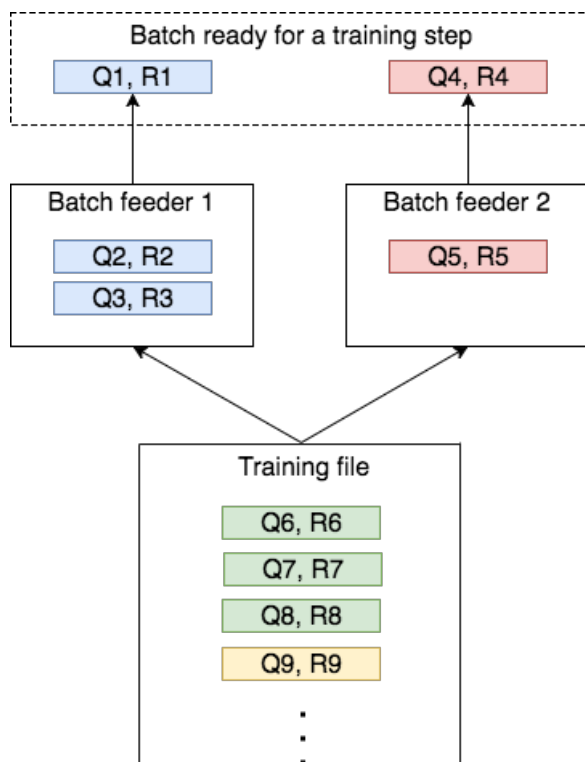 Batch ready for a training step
Q1, R1
Q4, R4
Batch feeder 1
Q2, R2
Q3, R3
Batch feeder 2
Q5, R5
Training file
Q6, R6
Q7, R7
Q8, R8
Q9, R9